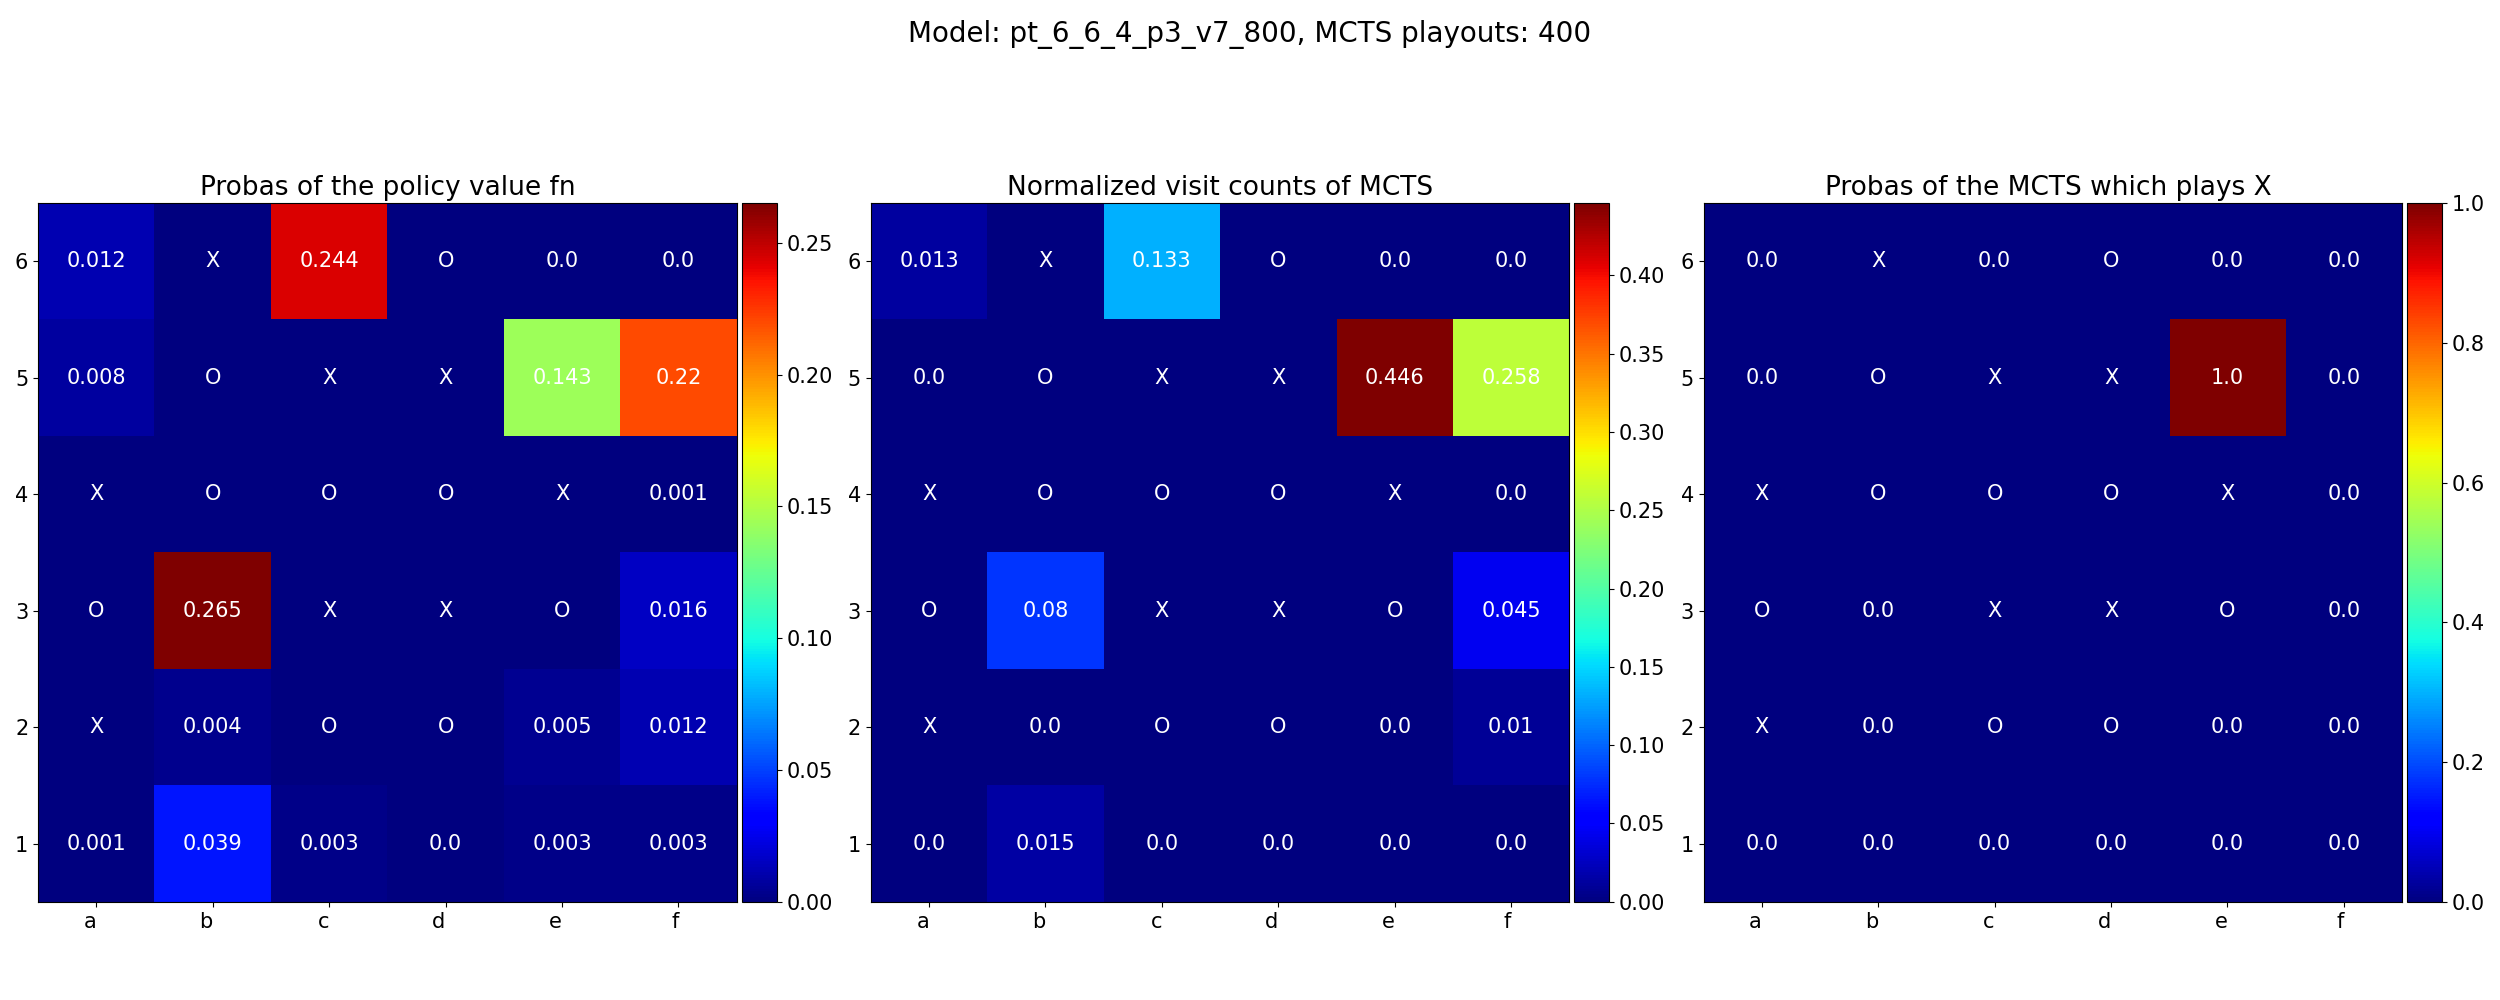 Model: pt_6_6_4_p3_v7_800, MCTS playouts: 400
Probas of the policy value fn
6 0.012 X 0.244 O 0.0 0.0
5 0.008 O X X 0.143 0.22
4 X O O O X 0.001
3 O 0.265 X X O 0.016
2 X 0.004 O O 0.005 0.012
1 0.001 0.039 0.003 0.0 0.003 0.003
a b c d e f
0.25
0.20
0.15
0.10
0.05
0.00
Normalized visit counts of MCTS
6 0.013 X 0.133 O 0.0 0.0
5 0.0 O X X 0.446 0.258
4 X O O O X 0.0
3 O 0.08 X X O 0.045
2 X 0.0 O O 0.0 0.01
1 0.0 0.015 0.0 0.0 0.0 0.0
a b c d e f
0.40
0.35
0.30
0.25
0.20
0.15
0.10
0.05
0.00
Probas of the MCTS which plays X
6 0.0 X 0.0 O 0.0 0.0
5 0.0 O X X 1.0 0.0
4 X O O O X 0.0
3 O 0.0 X X O 0.0
2 X 0.0 O O 0.0 0.0
1 0.0 0.0 0.0 0.0 0.0 0.0
a b c d e f
1.0
0.8
0.6
0.4
0.2
0.0